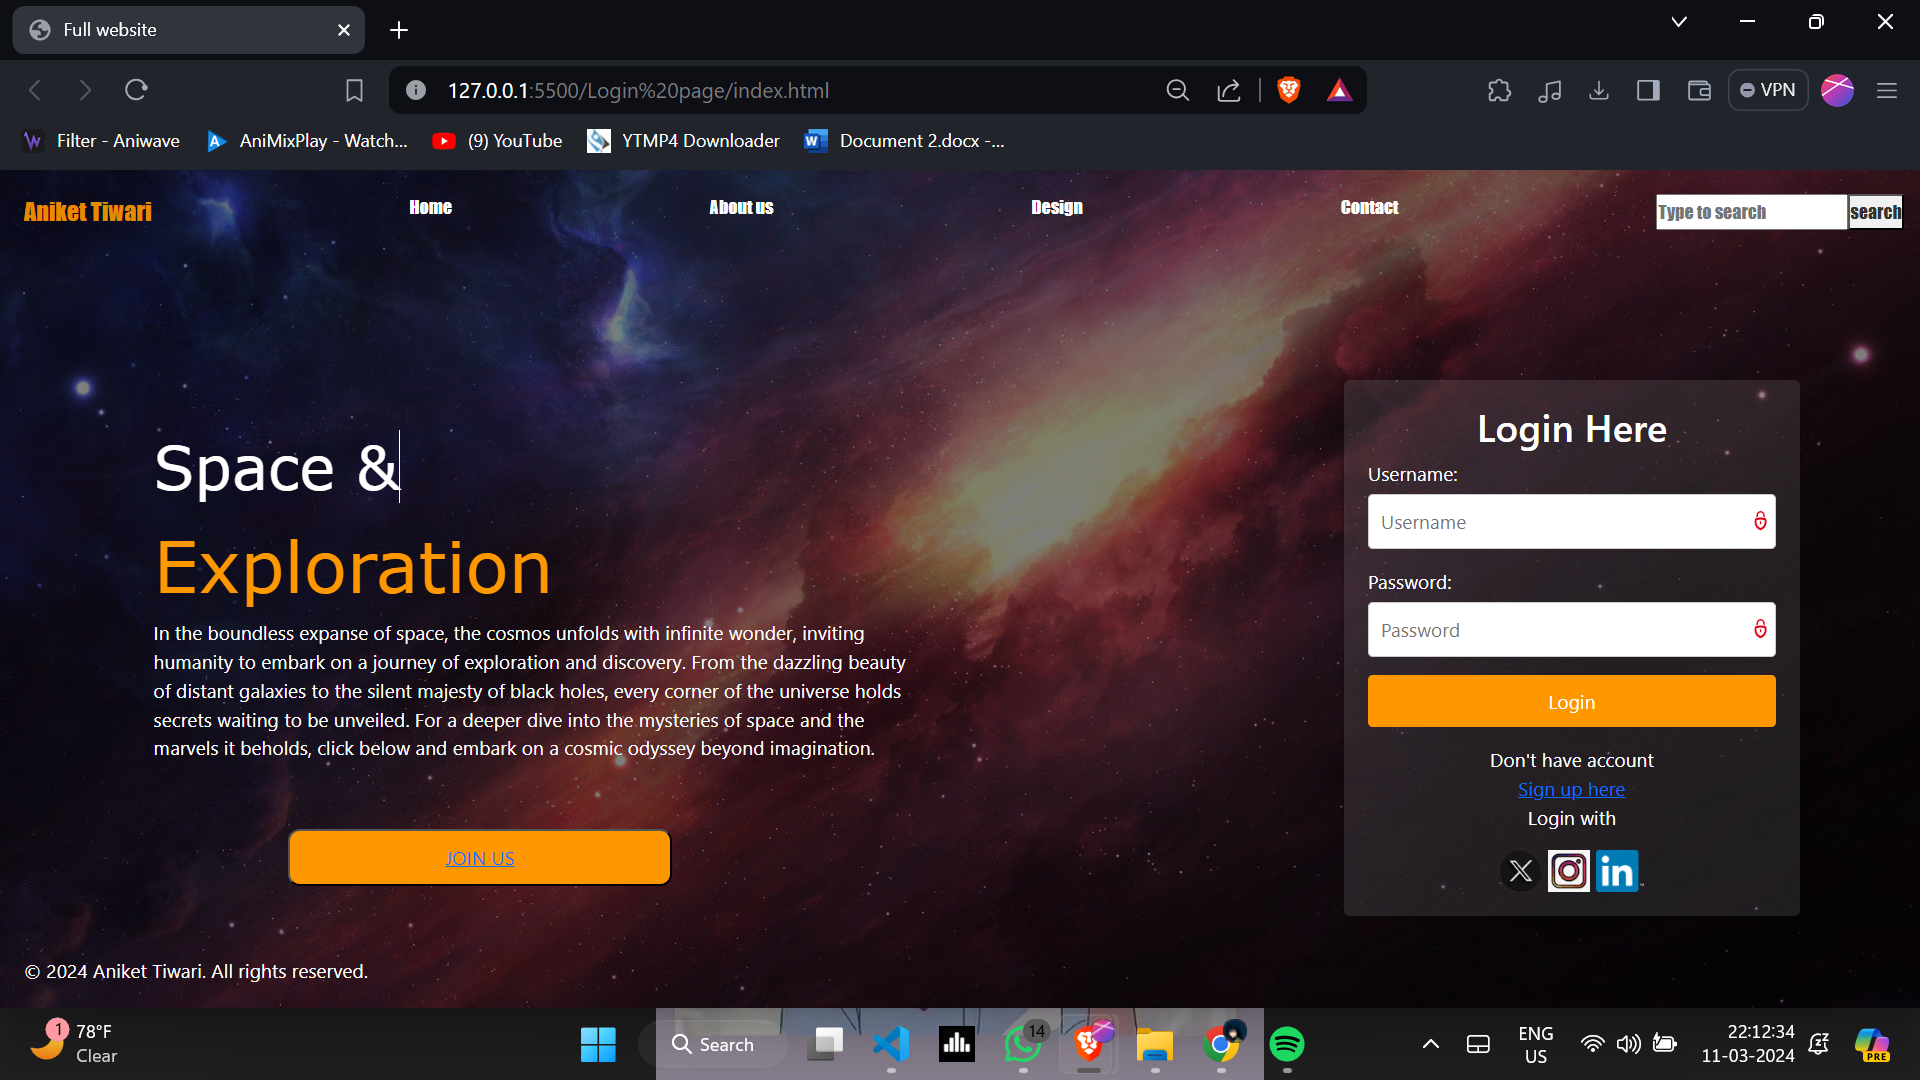 Full website
127.0.0.1:5500/Login%20page/index.html
VPN
Filter - Aniwave
AniMixPlay - Watch...
(9) YouTube
YTMP4 Downloader
Document 2.docx -...
Aniket Tiwari
Home
About us
Design
Contact
Type to search
search
Space &
Exploration
In the boundless expanse of space, the cosmos unfolds with infinite wonder, inviting
humanity to embark on a journey of exploration and discovery. From the dazzling beauty
of distant galaxies to the silent majesty of black holes, every corner of the universe holds
secrets waiting to be unveiled. For a deeper dive into the mysteries of space and the
marvels it beholds, click below and embark on a cosmic odyssey beyond imagination.
JOIN US
Login Here
Username:
Username
Password:
Password
Login
Don't have account
Sign up here
Login with
in
© 2024 Aniket Tiwari. All rights reserved.
1
78°F
Clear
Search
14
ENG
US
22:12:34
11-03-2024
PRE